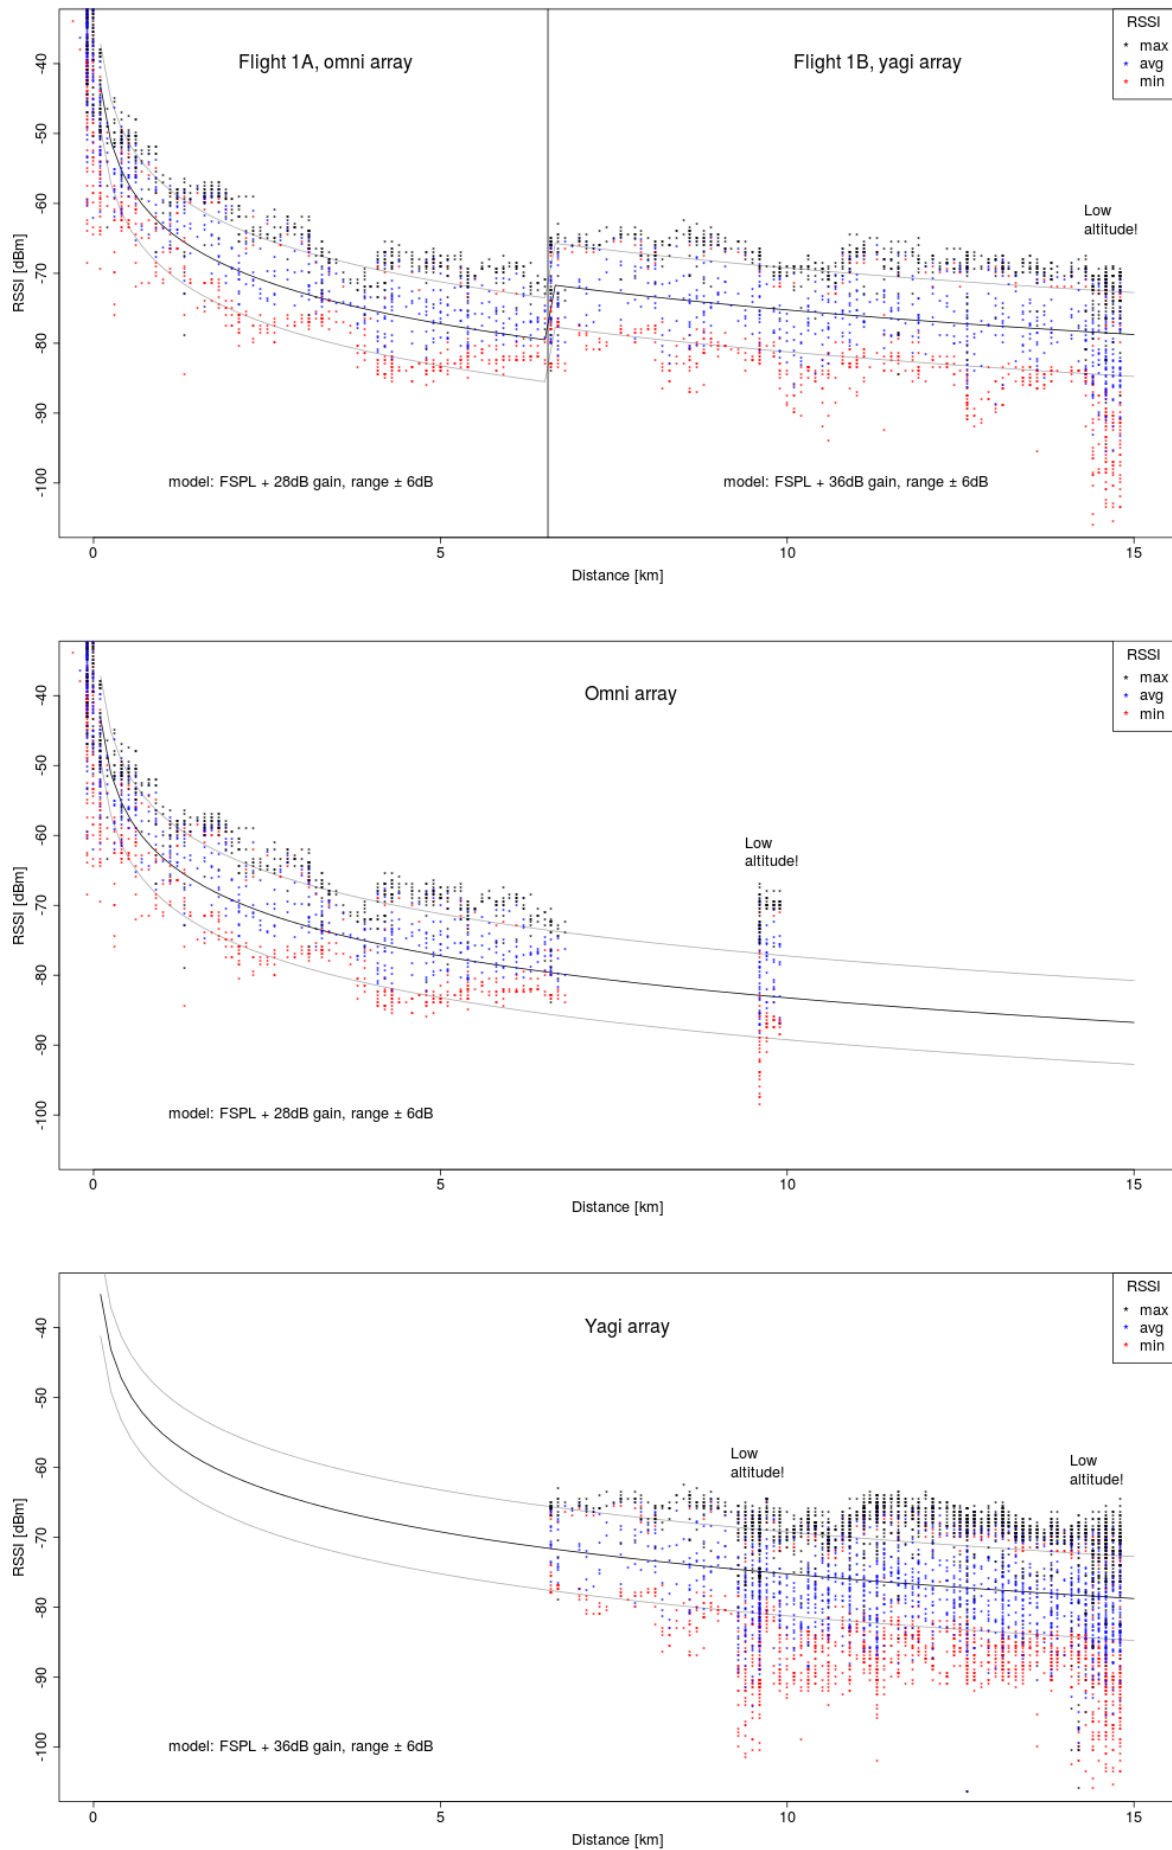 Flight 1A, omni array
Flight 1B, yagi array
RSSI
* max
* avg
* min
Low
altitude!
RSSI [dBm]
-40
-50
-60
-70
-80
-90
-100
model: FSPL + 28dB gain, range ± 6dB
model: FSPL + 36dB gain, range ± 6dB
0 5 10 15
Distance [km]
Omni array
RSSI
* max
* avg
* min
Low
altitude!
RSSI [dBm]
-40
-50
-60
-70
-80
-90
-100
model: FSPL + 28dB gain, range ± 6dB
0 5 10 15
Distance [km]
Yagi array
RSSI
* max
* avg
* min
Low
altitude!
Low
altitude!
RSSI [dBm]
-40
-50
-60
-70
-80
-90
-100
model: FSPL + 36dB gain, range ± 6dB
0 5 10 15
Distance [km]